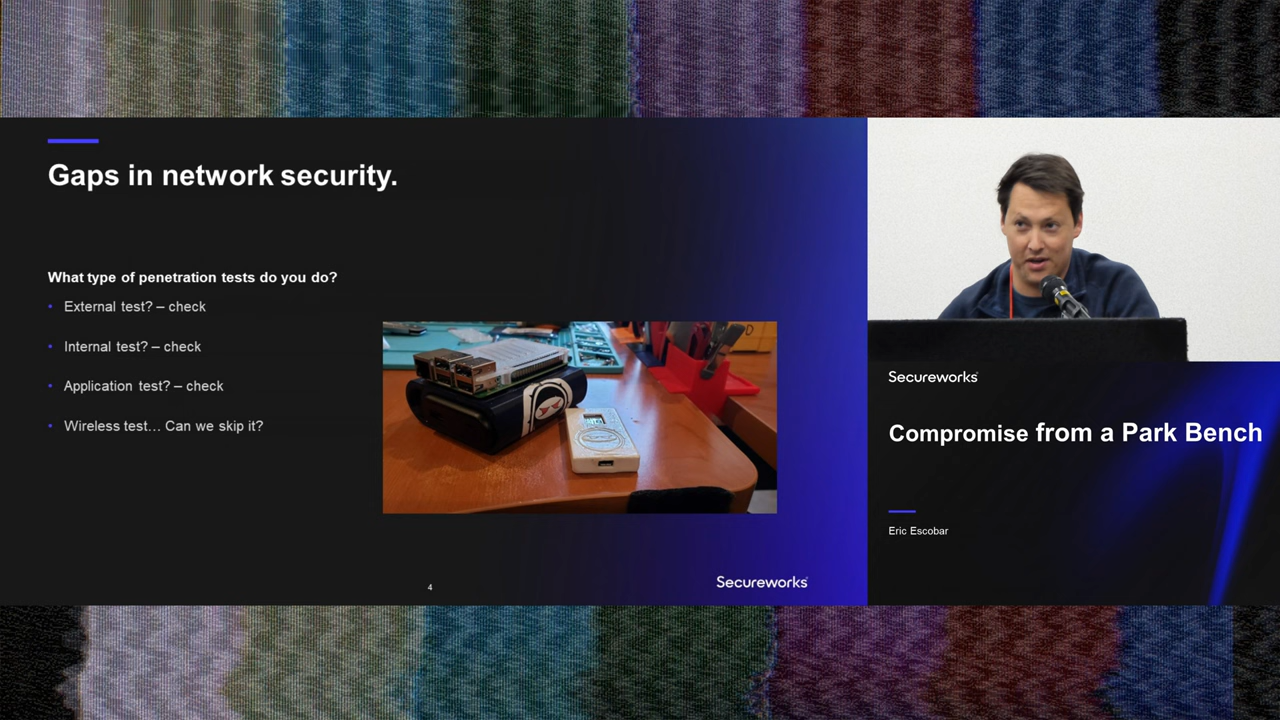 Gaps in network security.
What type of penetration tests do you do?
• External test? – check
• Internal test? – check
• Application test? – check
• Wireless test… Can we skip it?
4
Secureworks
Secureworks
Compromise from a Park Bench
Eric Escobar